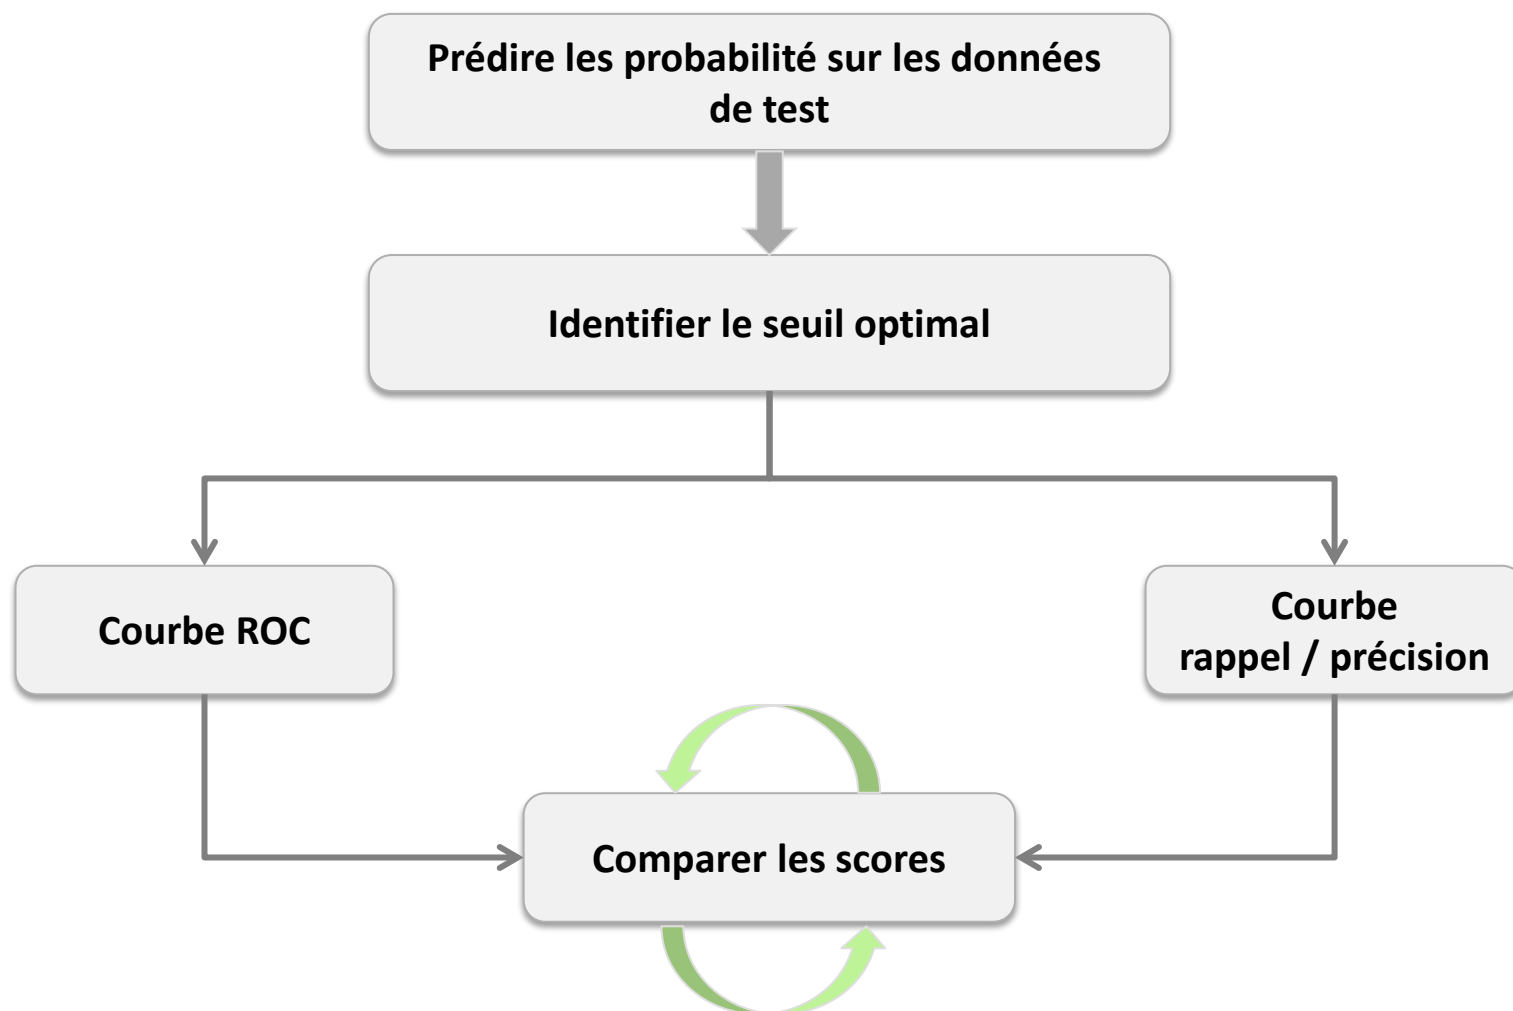 Prédire les probabilité sur les données
de test
Identifier le seuil optimal
Courbe ROC
Courbe
rappel / précision
Comparer les scores